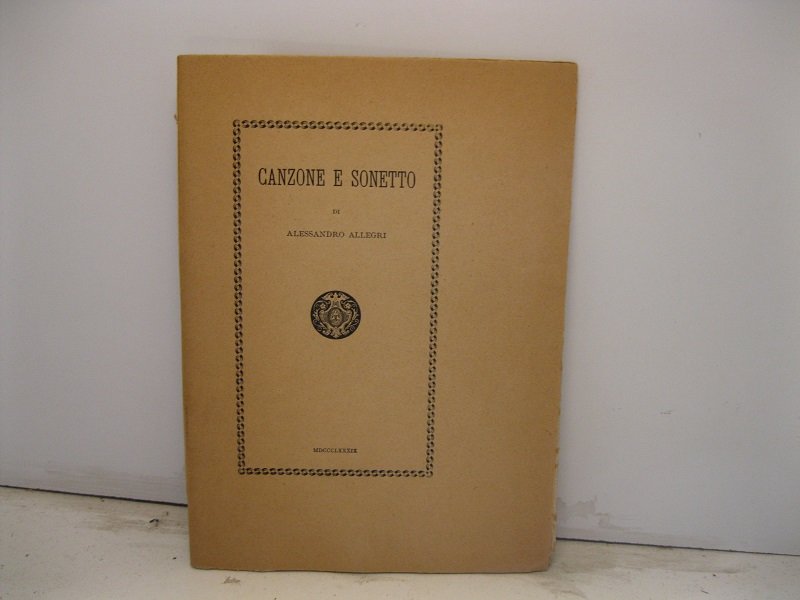 CANZONE E SONETTO
DI
ALESSANDRO ALLEGRI
MDCCCLXXXIX